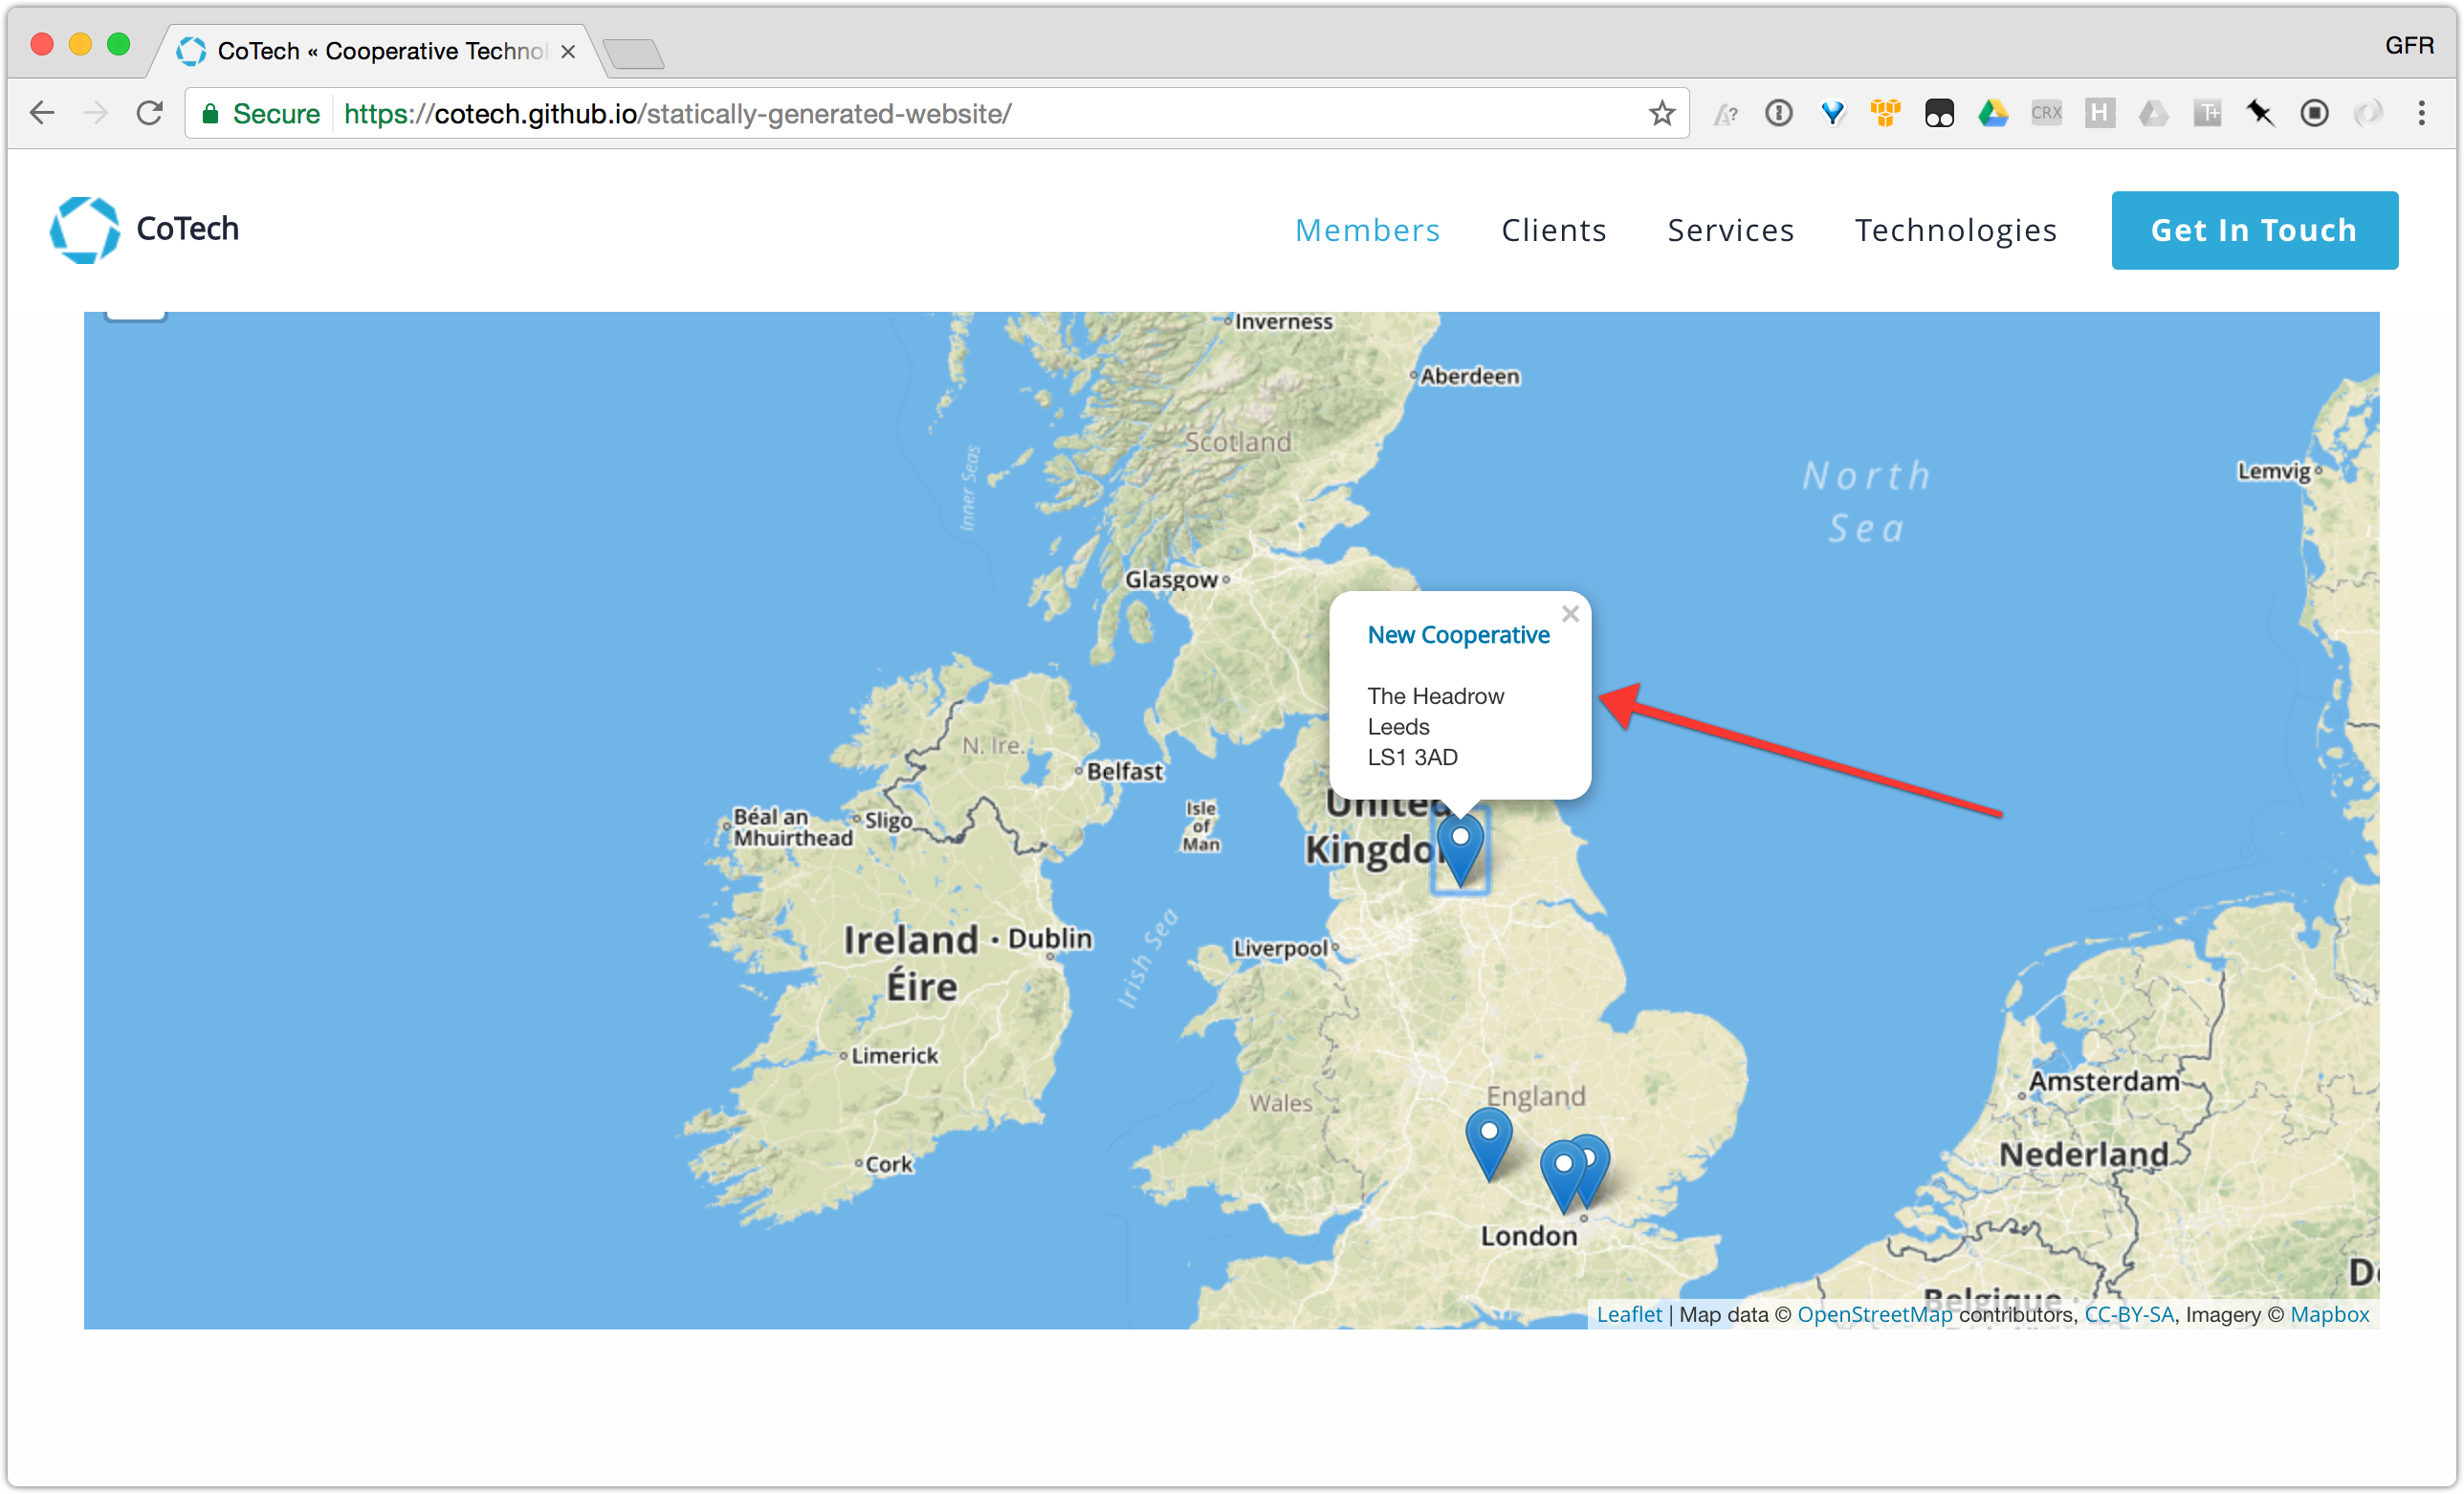 CoTech « Cooperative Technol
GFR
Secure
https://cotech.github.io/statically-generated-website/
CRX
H
T+
CoTech
Members
Clients
Services
Technologies
Get In Touch
Inverness
Aberdeen
Scotland
Inner Seas
North
Sea
Lemvig
Glasgow
New Cooperative
The Headrow
Leeds
LS1 3AD
N. Ire.
Belfast
Isle
of
Man
Béal an
Mhuirthead
Sligo
United
Kingdo
Ireland
Éire
Dublin
Irish Sea
Liverpool
Limerick
Wales
England
Amsterdam
Nederland
Cork
London
Belgique
Leaflet | Map data © OpenStreetMap contributors, CC-BY-SA, Imagery © Mapbox